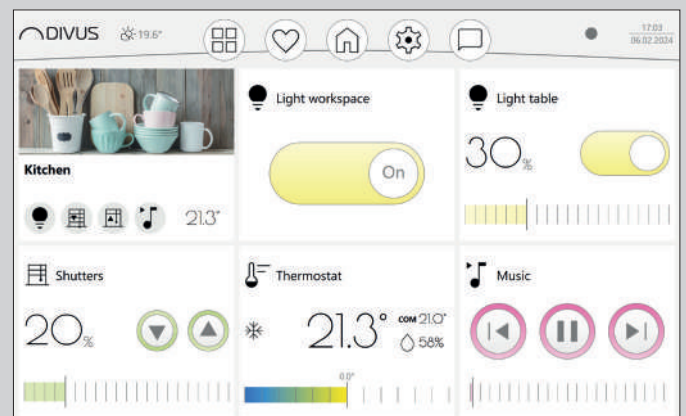 DIVUS
19.6°
17:03
06.02.2024
Kitchen
21.3°
Light workspace
On
Light table
30%
Shutters
20%
Thermostat
21.3°
COM 21.0°
58%
0.0°
Music